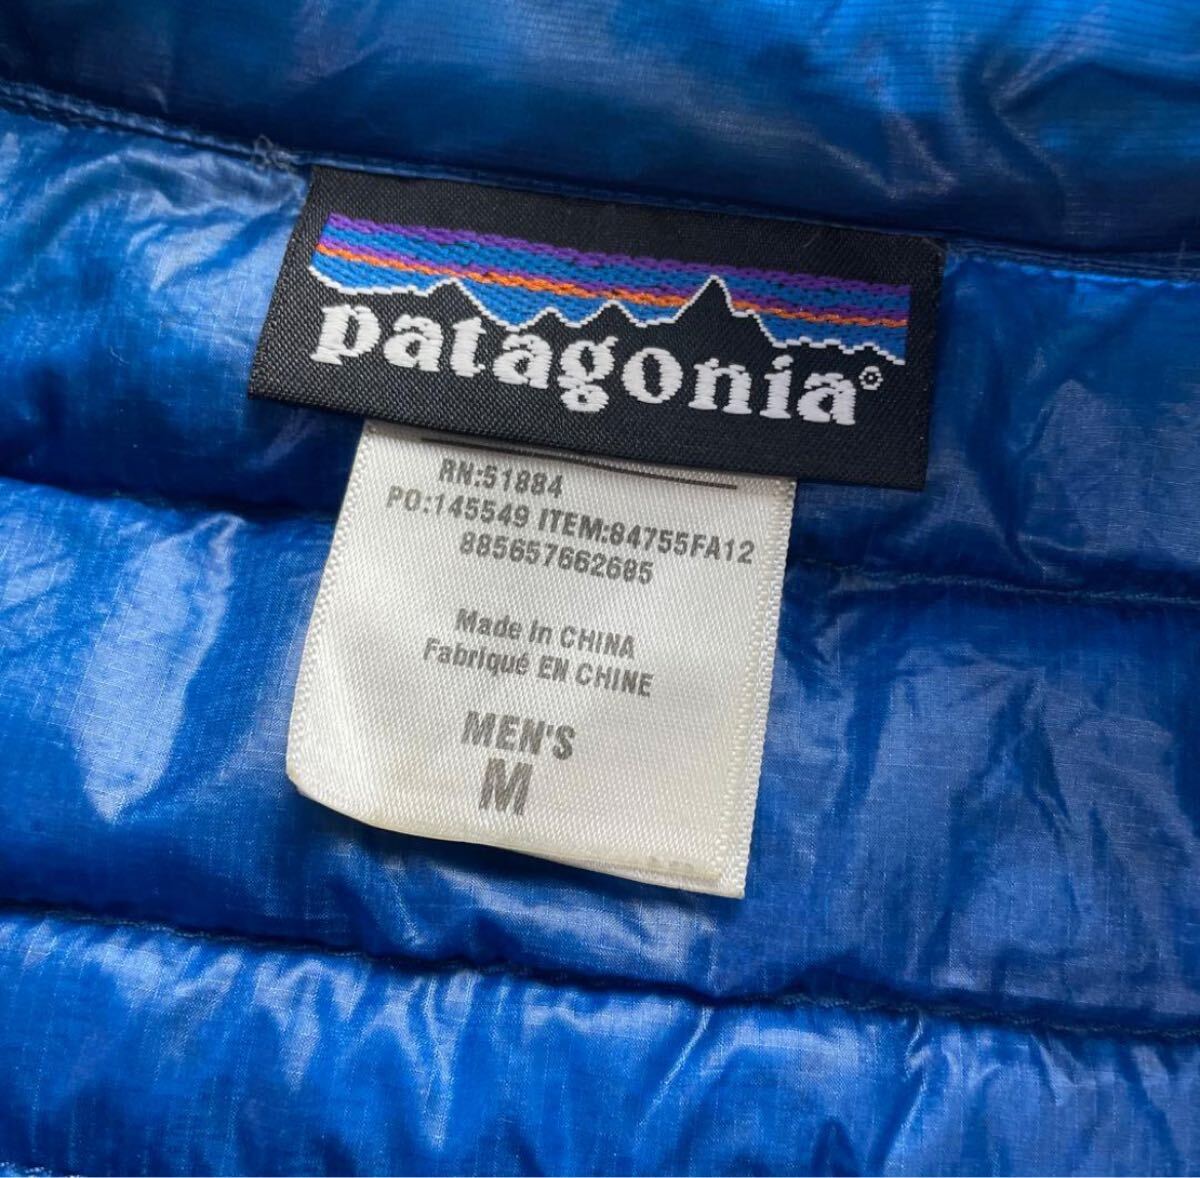 patagonia®
RN:51884
PO:145549 ITEM:84755FA12
885657662685
Made in CHINA
Fabriqué EN CHINE
MEN'S
M